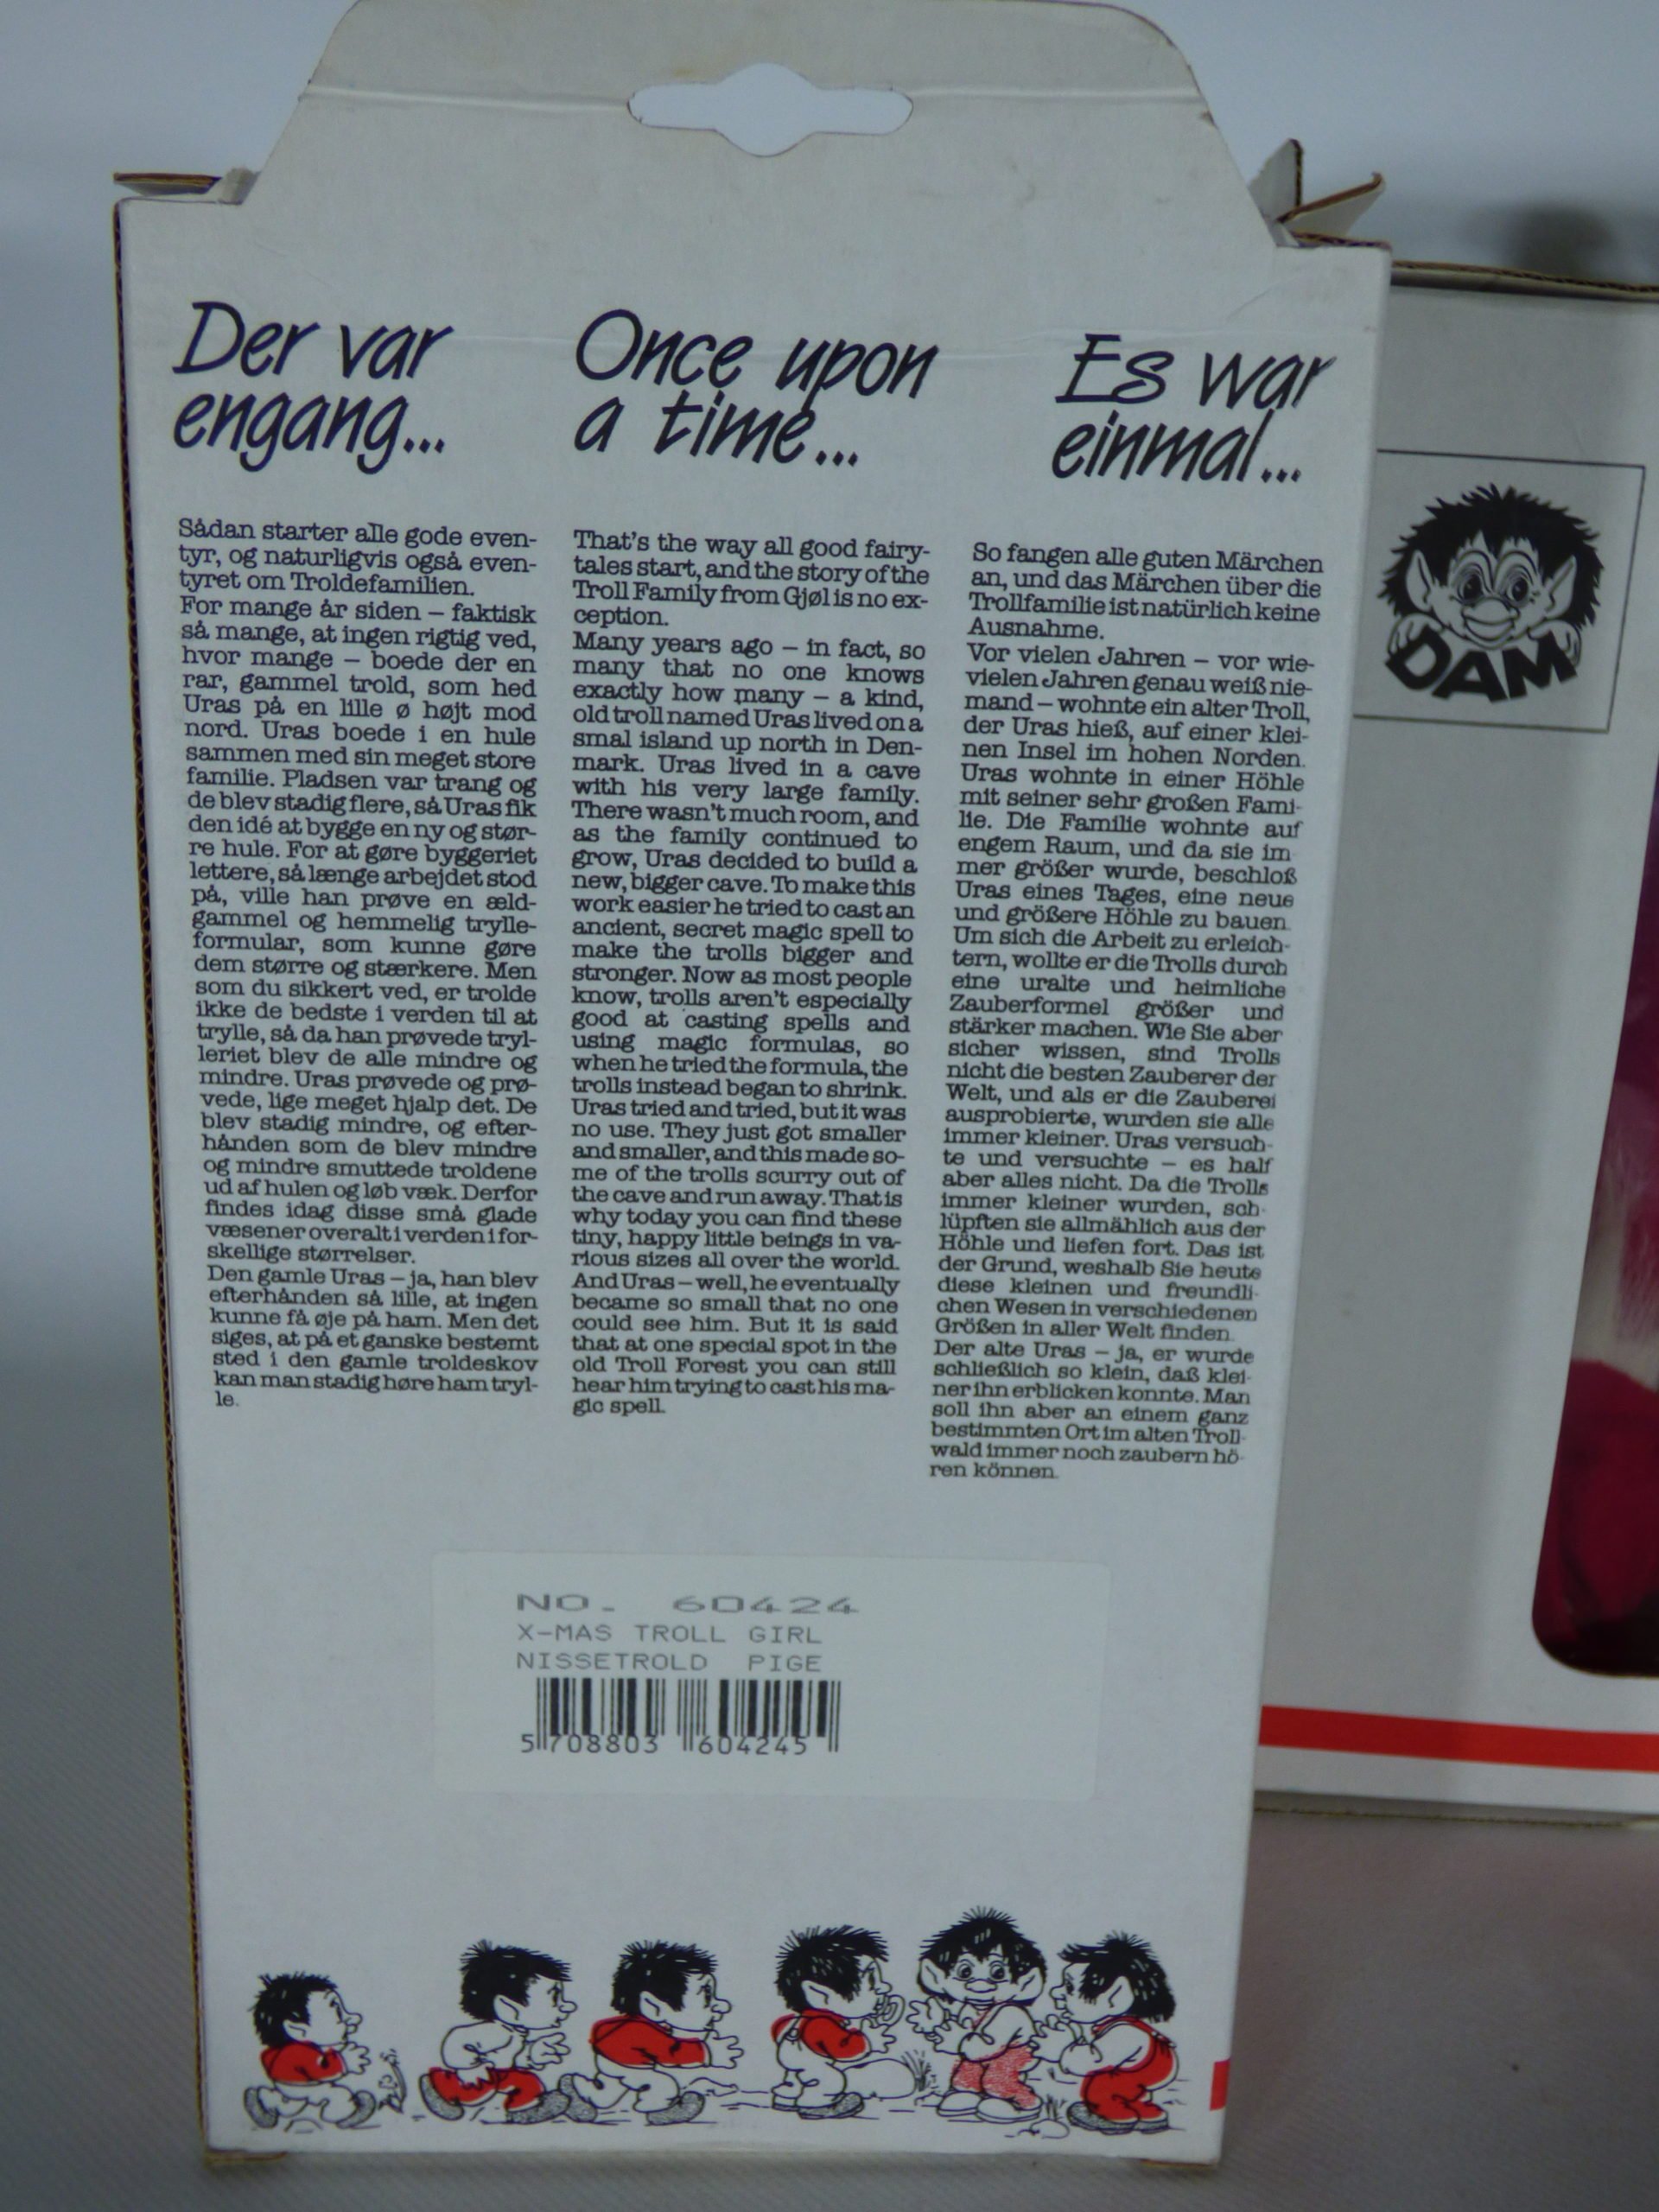 Der var
engang...
Sådan starter alle gode even-
tyr, og naturligvis også even-
tyret om Troldefamilien.
For mange år siden – faktisk
så mange, at ingen rigtig ved,
hvor mange – boede der en
rar, gammel trold, som hed
Uras på en lille ø højt mod
nord. Uras boede i en hule
sammen med sin meget store
familie. Pladsen var trang og
de blev stadig flere, så Uras fik
den idé at bygge en ny og stør-
re hule. For at gøre byggeriet
lettere, så længe arbejdet stod
på, ville han prøve en æld-
gammel og hemmelig trylle-
formular, som kunne gøre
dem større og stærkere. Men
som du sikkert ved, er trolde
ikke de bedste i verden til at
trylle, så da han prøvede tryl-
leriet blev de alle mindre og
mindre. Uras prøvede og prø-
vede, lige meget hjalp det. De
blev stadig mindre, og efter-
hånden som de blev mindre
og mindre smuttede troldene
ud af hulen og løb væk. Derfor
findes idag disse små glade
væsener overalt i verden i for-
skellige størrelser.
Den gamle Uras – ja, han blev
efterhånden så lille, at ingen
kunne få øje på ham. Men det
siges, at på et ganske bestemt
sted i den gamle troldeskov
kan man stadig høre ham tryl-
le.
Once upon
a time...
That's the way all good fairy-
tales start, and the story of the
Troll Family from Gjøl is no ex-
ception.
Many years ago – in fact, so
many that no one knows
exactly how many – a kind,
old troll named Uras lived on a
smal island up north in Den-
mark. Uras lived in a cave
with his very large family.
There wasn't much room, and
as the family continued to
grow, Uras decided to build a
new, bigger cave. To make this
work easier he tried to cast an
ancient, secret magic spell to
make the trolls bigger and
stronger. Now as most people
know, trolls aren't especially
good at casting spells and
using magic formulas, so
when he tried the formula, the
trolls instead began to shrink.
Uras tried and tried, but it was
no use. They just got smaller
and smaller, and this made so-
me of the trolls scurry out of
the cave and run away. That is
why today you can find these
tiny, happy little beings in va-
rious sizes all over the world.
And Uras – well, he eventually
became so small that no one
could see him. But it is said
that at one special spot in the
old Troll Forest you can still
hear him trying to cast his ma-
gic spell.
Es war
einmal...
So fangen alle guten Märchen
an, und das Märchen über die
Trollfamilie ist natürlich keine
Ausnahme.
Vor vielen Jahren – vor wie-
vielen Jahren genau weiß nie-
mand – wohnte ein alter Troll,
der Uras hieß, auf einer klei-
nen Insel im hohen Norden.
Uras wohnte in einer Höhle
mit seiner sehr großen Fami-
lie. Die Familie wohnte auf
engem Raum, und da sie im
mer größer wurde, beschloß
Uras eines Tages, eine neue
und größere Höhle zu bauen.
Um sich die Arbeit zu erleich-
tern, wollte er die Trolls durch
eine uralte und heimliche
Zauberformel größer und
stärker machen. Wie Sie aber
sicher wissen, sind Trolls
nicht die besten Zauberer der
Welt, und als er die Zauberei
ausprobierte, wurden sie alle
immer kleiner. Uras versuch-
te und versuchte – es half
aber alles nicht. Da die Trolls
immer kleiner wurden, sch-
lüpften sie allmählich aus der
Höhle und liefen fort. Das ist
der Grund, weshalb Sie heute
diese kleinen und freundli-
chen Wesen in verschiedenen
Größen in aller Welt finden.
Der alte Uras – ja, er wurde
schließlich so klein, daß klei-
ner ihn erblicken konnte. Man
soll ihn aber an einem ganz
bestimmten Ort im alten Troll-
wald immer noch zaubern hö-
ren können.
DAM
NO. 60424
X-MAS TROLL GIRL
NISSETROLD PIGE
5 708803 604245